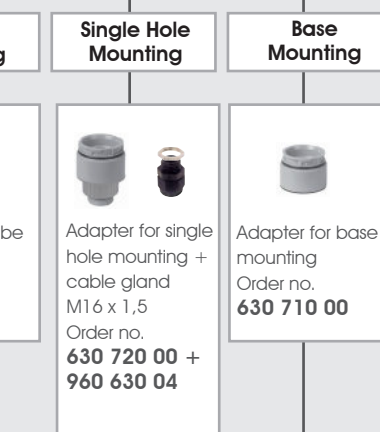 Single Hole
Mounting
Base
Mounting
g
be
Adapter for single
hole mounting +
cable gland
M16 x 1,5
Order no.
630 720 00 +
960 630 04
Adapter for base
mounting
Order no.
630 710 00